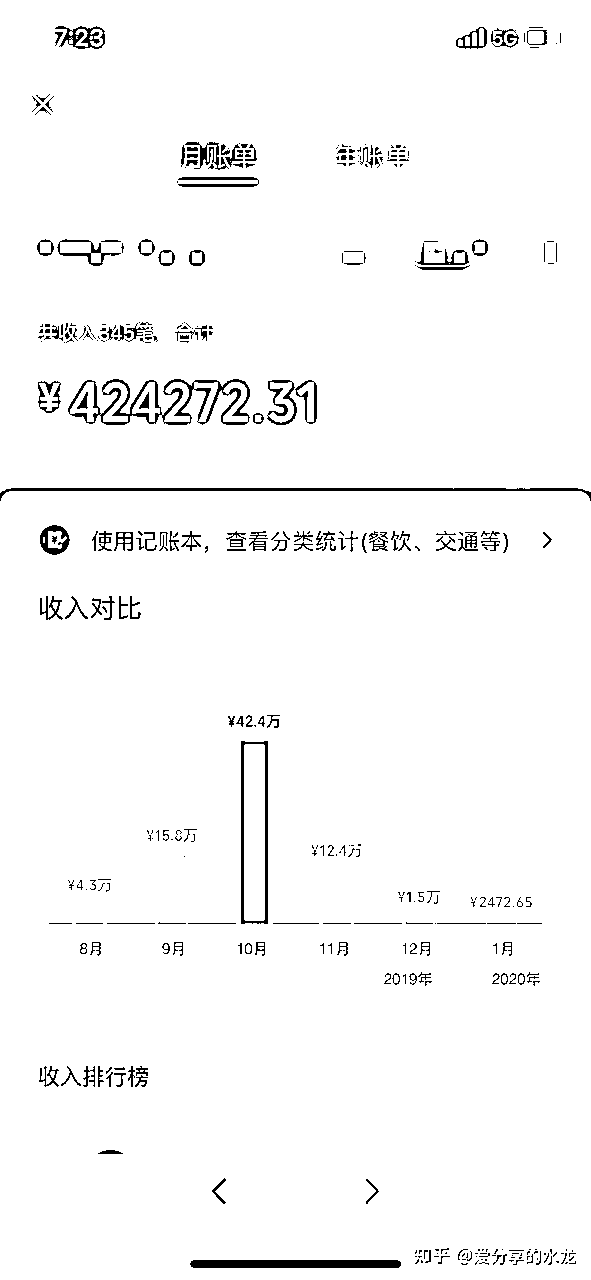 7:23
5G
月账单 年账单
共收入345笔，合计
¥424272.31
使用记账本，查看分类统计(餐饮、交通等)
收入对比
¥42.4万
¥15.8万
¥12.4万
¥4.3万
¥1.5万
¥2472.65
8月 9月 10月 11月 12月 1月
2019年 2020年
收入排行榜
知乎 @爱分享的水龙